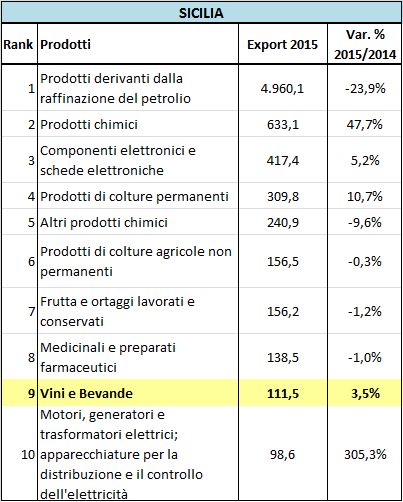 SICILIA
Rank Prodotti Export 2015 Var. % 2015/2014
1 Prodotti derivanti dalla raffinazione del petrolio 4.960,1 -23,9%
2 Prodotti chimici 633,1 47,7%
3 Componenti elettronici e schede elettroniche 417,4 5,2%
4 Prodotti di colture permanenti 309,8 10,7%
5 Altri prodotti chimici 240,9 -9,6%
6 Prodotti di colture agricole non permanenti 156,5 -0,3%
7 Frutta e ortaggi lavorati e conservati 156,2 -1,2%
8 Medicinali e preparati farmaceutici 138,5 -1,0%
9 Vini e Bevande 111,5 3,5%
10 Motori, generatori e trasformatori elettrici; apparecchiature per la distribuzione e il controllo dell'elettricità 98,6 305,3%